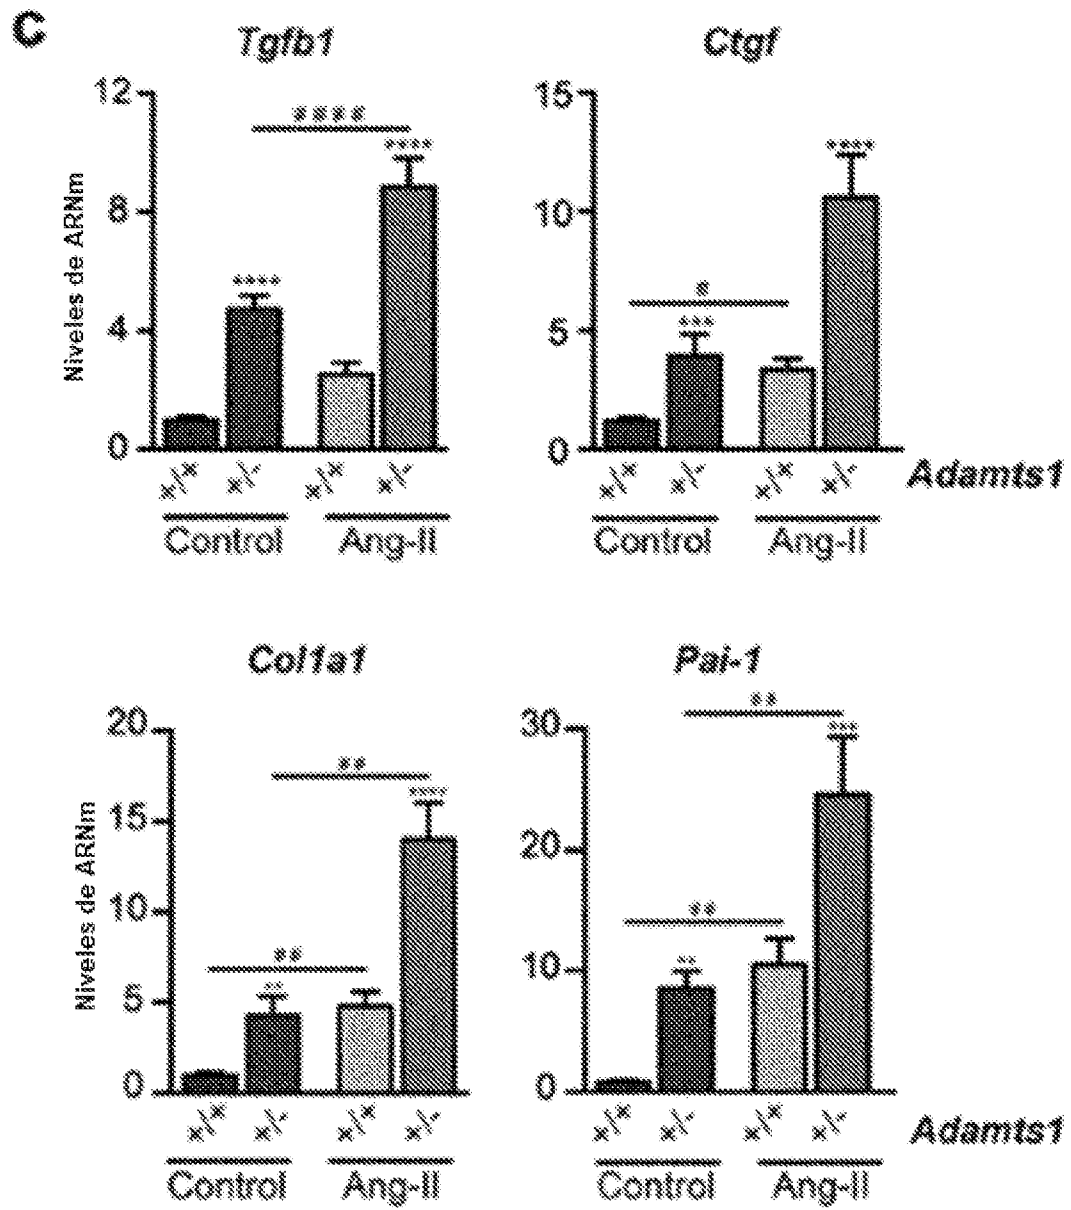 C
Tgfb1
Ctgf
Niveles de ARNm
12
8
4
0
####
****
****
15
10
5
0
#
***
****
+/+ +/- +/+ +/-
+/+ +/- +/+ +/-
Adamts1
Control Ang-II
Control Ang-II
Col1a1
Pai-1
Niveles de ARNm
20
15
10
5
0
##
##
**
****
30
20
10
0
##
##
**
***
+/+ +/- +/+ +/-
+/+ +/- +/+ +/-
Adamts1
Control Ang-II
Control Ang-II